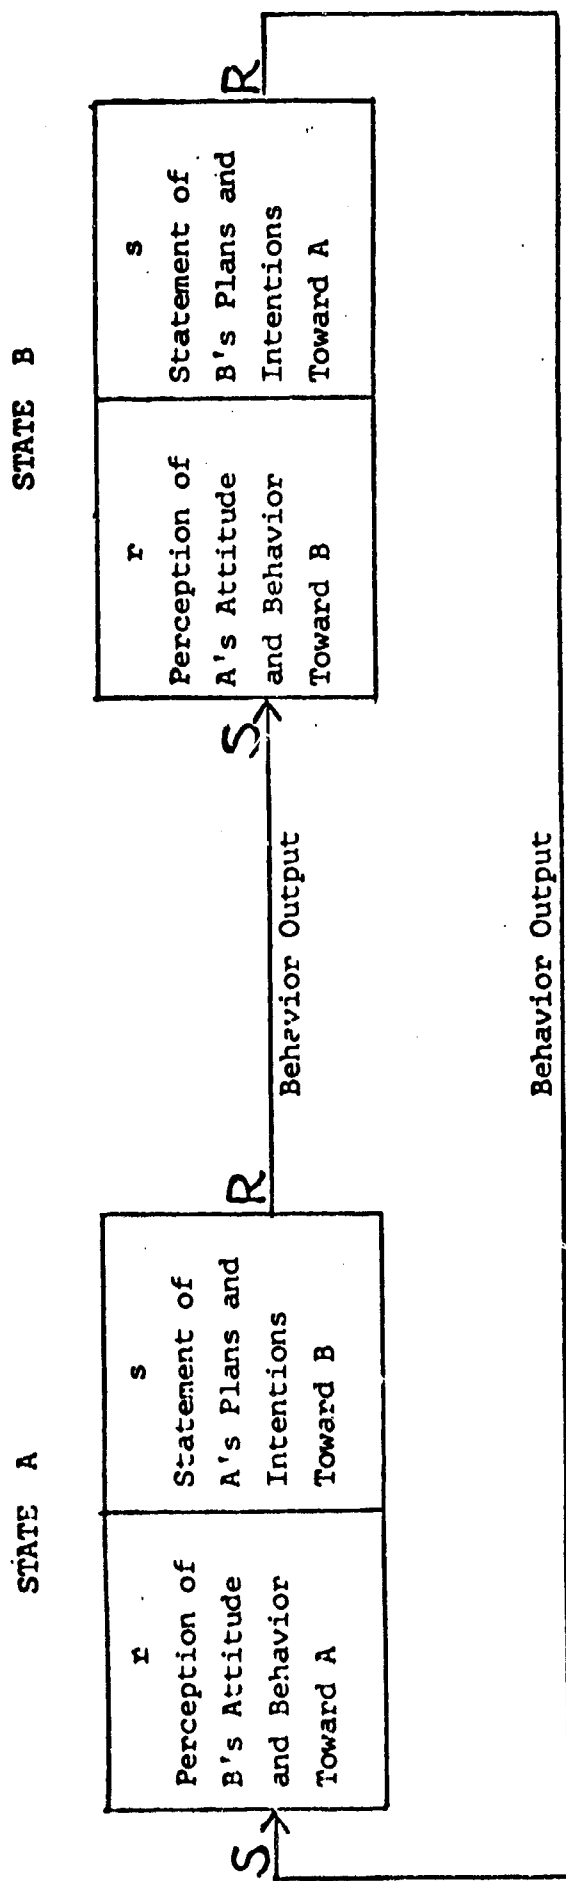 STATE A
STATE B
S
r
Perception of
B's Attitude
and Behavior
Toward A
s
Statement of
A's Plans and
Intentions
Toward B
R
Behavior Output
S
r
Perception of
A's Attitude
and Behavior
Toward B
s
Statement of
B's Plans and
Intentions
Toward A
R
Behavior Output